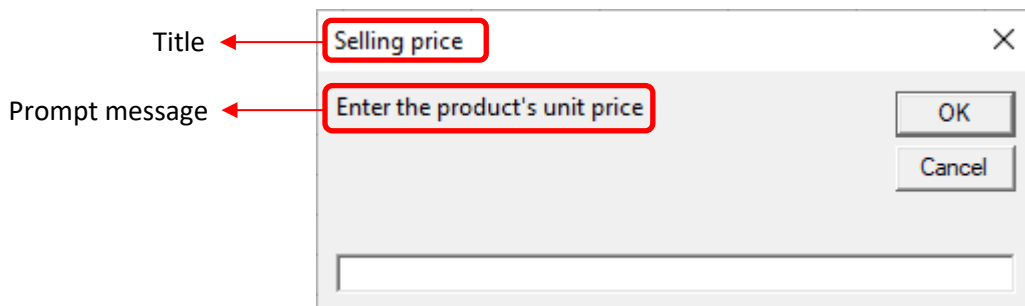 Title
Selling price
Prompt message
Enter the product's unit price
OK
Cancel